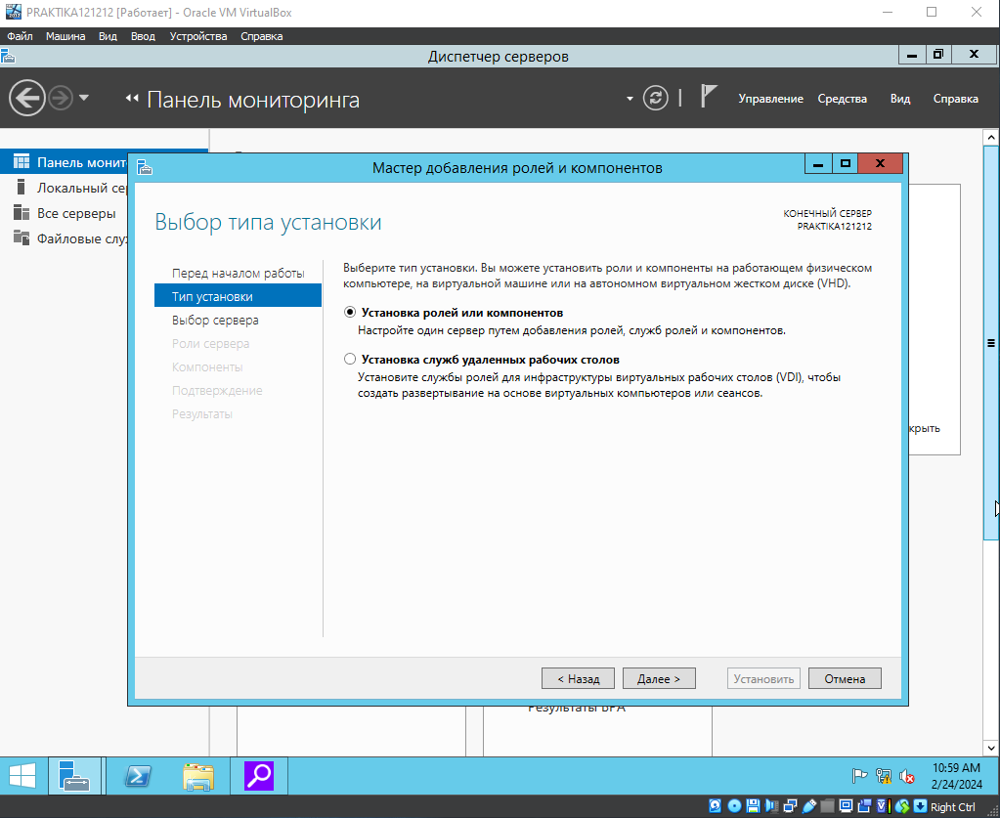 PRAKTIKA121212 [Работает] - Oracle VM VirtualBox
Файл Машина Вид Ввод Устройства Справка
Диспетчер серверов
Панель мониторинга
Управление Средства Вид Справка
Панель монит
Локальный сер
Все серверы
Файловые слу
Мастер добавления ролей и компонентов
Выбор типа установки
КОНЕЧНЫЙ СЕРВЕР
PRAKTIKA121212
Перед началом работы
Тип установки
Выбор сервера
Роли сервера
Компоненты
Подтверждение
Результаты
Выберите тип установки. Вы можете установить роли и компоненты на работающем физическом
компьютере, на виртуальной машине или на автономном виртуальном жестком диске (VHD).
Установка ролей или компонентов
Настройте один сервер путем добавления ролей, служб ролей и компонентов.
Установка служб удаленных рабочих столов
Установите службы ролей для инфраструктуры виртуальных рабочих столов (VDI), чтобы
создать развертывание на основе виртуальных компьютеров или сеансов.
крыть
< Назад Далее > Установить Отмена
Результаты BPA
10:59 AM
2/24/2024
Right Ctrl